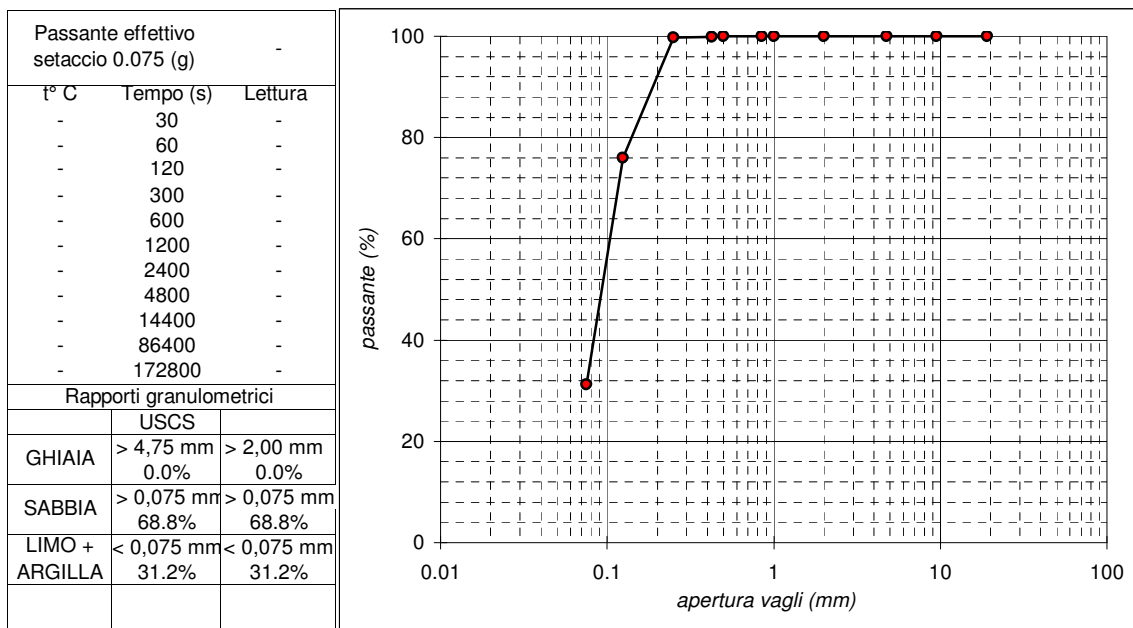 Passante effettivo
setaccio 0.075 (g) -
t° C Tempo (s) Lettura
- 30 -
- 60 -
- 120 -
- 300 -
- 600 -
- 1200 -
- 2400 -
- 4800 -
- 14400 -
- 86400 -
- 172800 -
Rapporti granulometrici
USCS
GHIAIA
> 4,75 mm > 2,00 mm
0.0% 0.0%
SABBIA
> 0,075 mm > 0,075 mm
68.8% 68.8%
LIMO +
ARGILLA
< 0,075 mm < 0,075 mm
31.2% 31.2%
passante (%)
100
80
60
40
20
0
0.01 0.1 1 10 100
apertura vagli (mm)